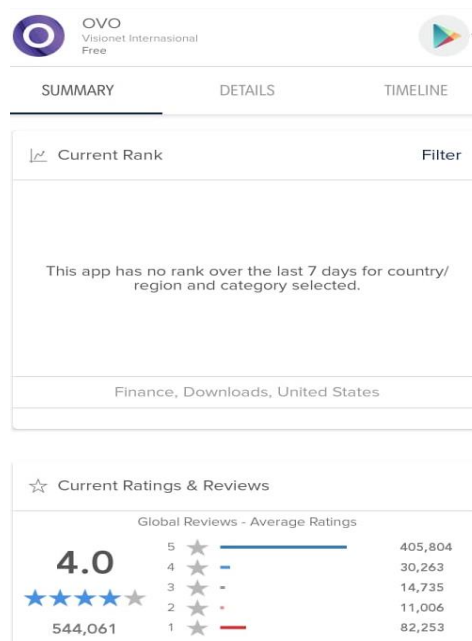 OVO
Visionet Internasional
Free
SUMMARY DETAILS TIMELINE
Current Rank Filter
This app has no rank over the last 7 days for country/
region and category selected.
Finance, Downloads, United States
Current Ratings & Reviews
Global Reviews - Average Ratings
4.0
5 405,804
4 30,263
3 14,735
2 11,006
1 82,253
544,061